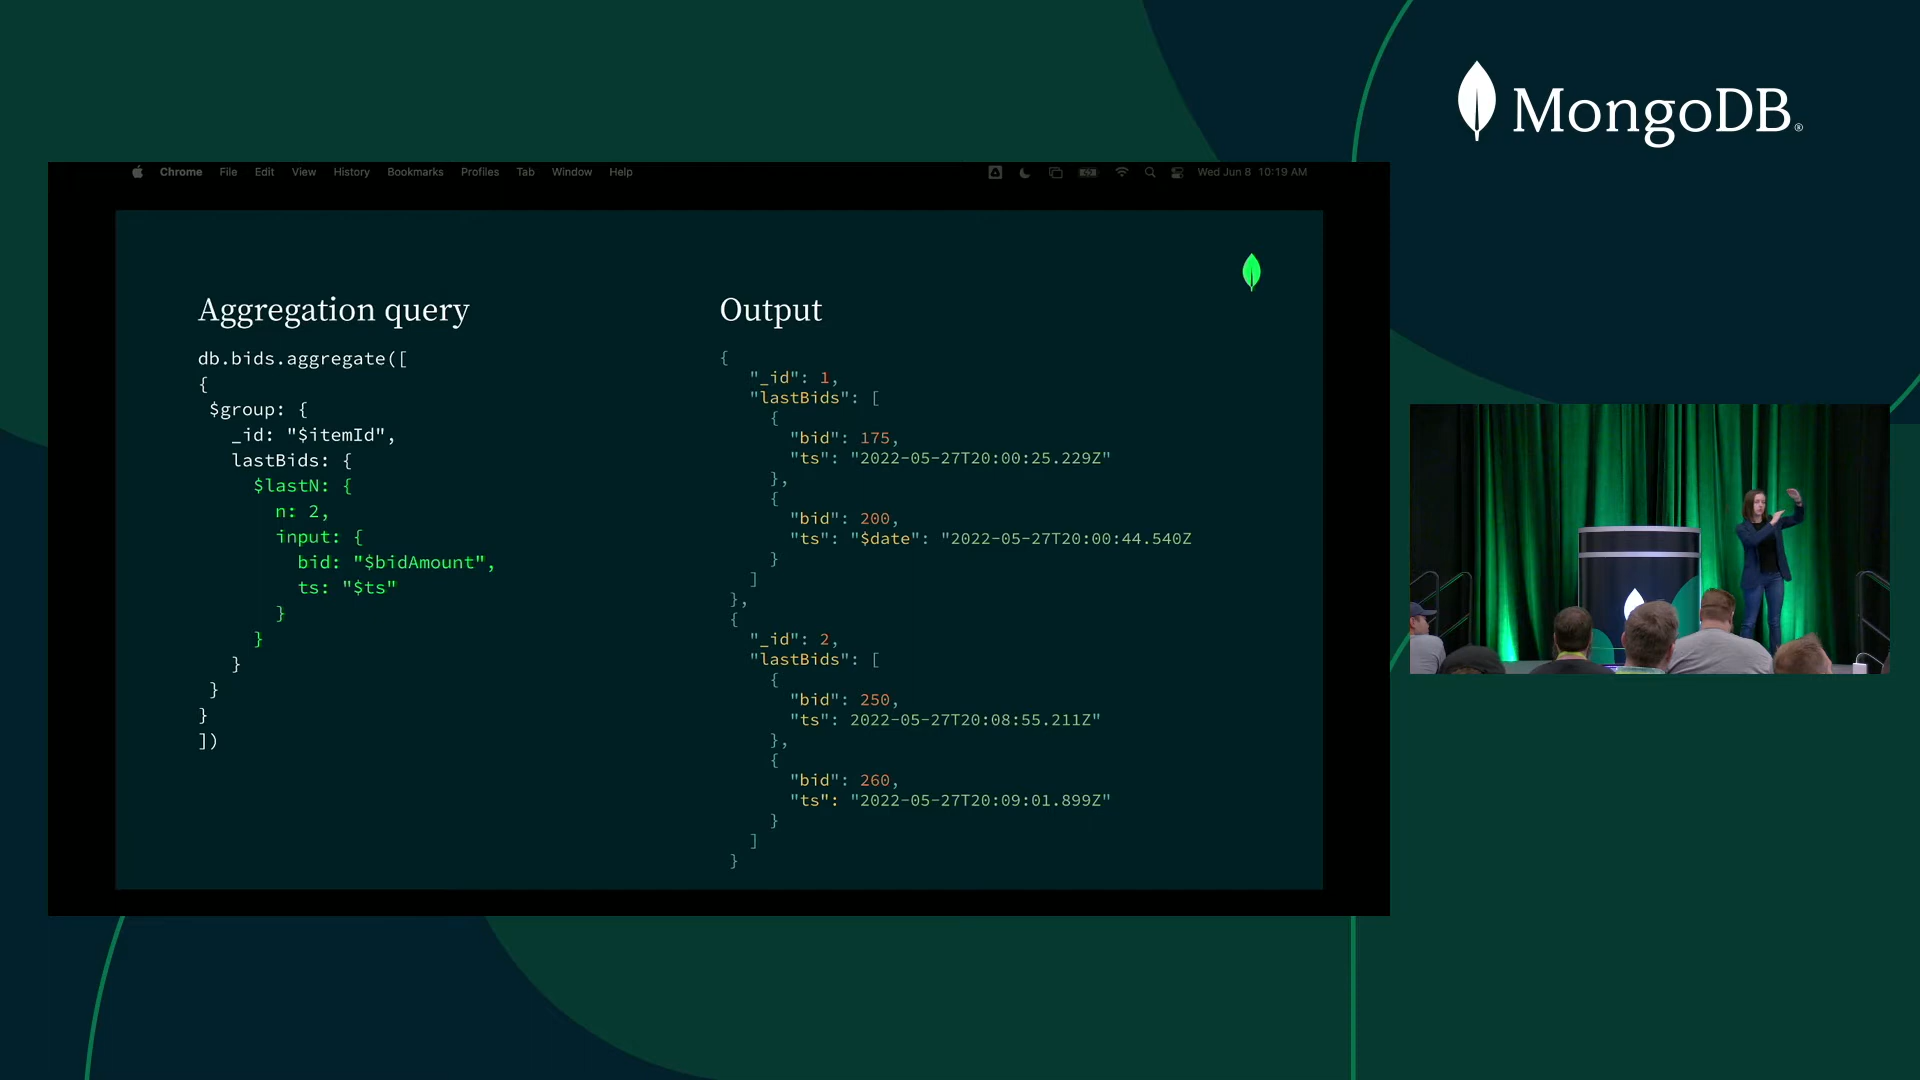 MongoDB®
Chrome File Edit View History Bookmarks Profiles Tab Window Help Wed Jun 8 10:19 AM
Aggregation query
db.bids.aggregate([
{
$group: {
_id: "$itemId",
lastBids: {
$lastN: {
n: 2,
input: {
bid: "$bidAmount",
ts: "$ts"
}
}
}
}
}
])
Output
{
"_id": 1,
"lastBids": [
{
"bid": 175,
"ts": "2022-05-27T20:00:25.229Z"
},
{
"bid": 200,
"ts": "$date": "2022-05-27T20:00:44.540Z
}
]
},
{
"_id": 2,
"lastBids": [
{
"bid": 250,
"ts": 2022-05-27T20:08:55.211Z"
},
{
"bid": 260,
"ts": "2022-05-27T20:09:01.899Z"
}
]
}